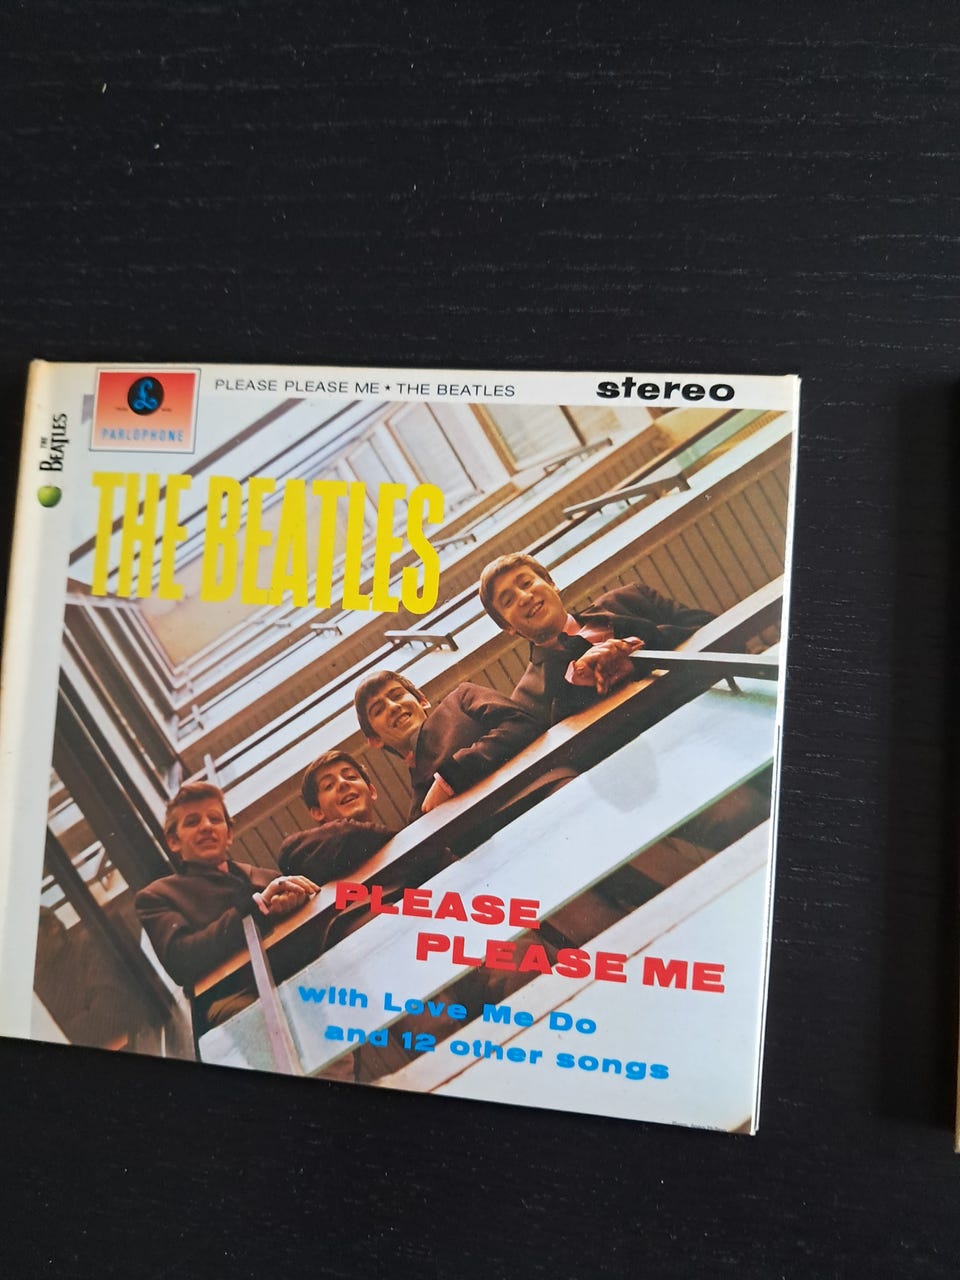 PLEASE PLEASE ME ★ THE BEATLES
stereo
£
PARLOPHONE
THE
BEATLES
THE BEATLES
PLEASE
PLEASE ME
with Love Me Do
and 12 other songs